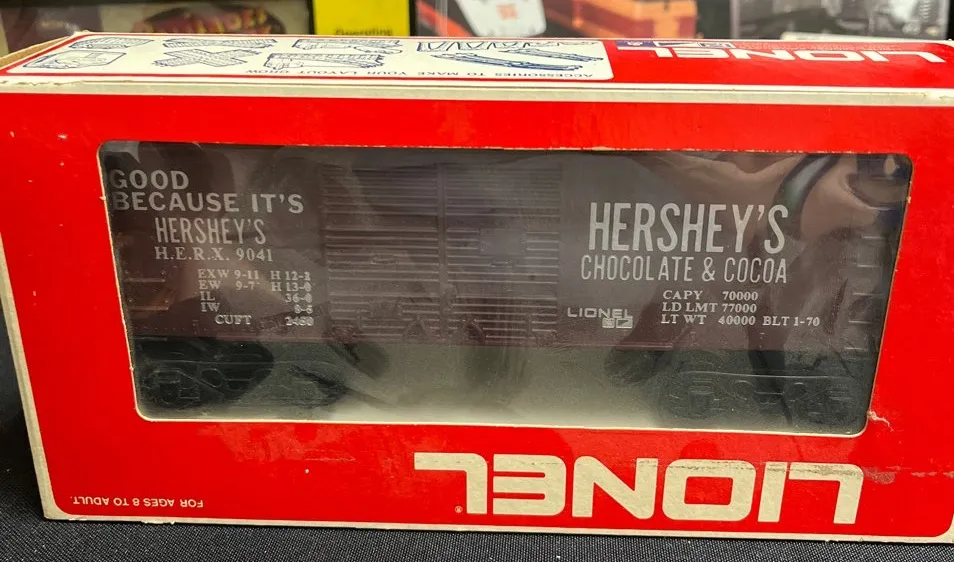 LIONEL
ACCESSORIES TO MAKE YOUR LAYOUT GROW
GOOD
BECAUSE IT'S
HERSHEY'S
H.E.R.X. 9041
EXW 9-11 H 12-2
EW 9-7 H 13-0
IL 36-0
IW 8-5
CUFT 2480
HERSHEY'S
CHOCOLATE & COCOA
LIONEL
CAPY 70000
LD LMT 77000
LT WT 40000 BLT 1-70
LIONEL®
FOR AGES 8 TO ADULT.